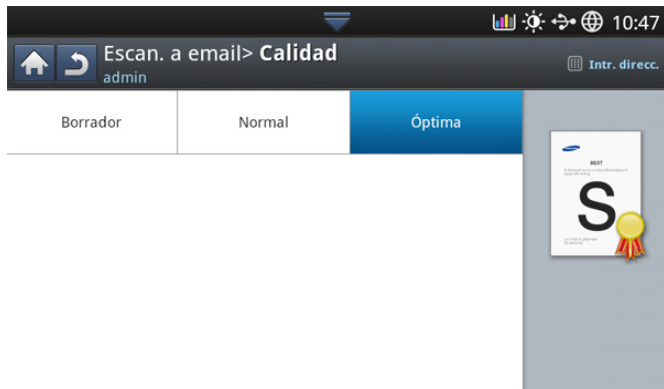 10:47
Escan. a email> Calidad
admin
Intr. direcc.
Borrador
Normal
Óptima
BEST
S